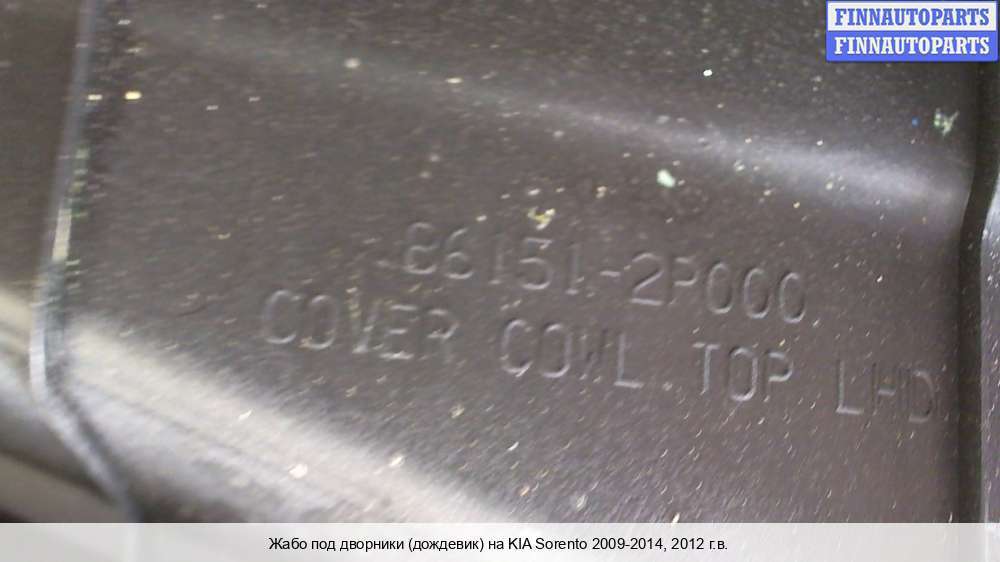 FINNAUTOPARTS
FINNAUTOPARTS
86151-2P000
COVER COWL TOP LHD
Жабо под дворники (дождевик) на KIA Sorento 2009-2014, 2012 г.в.